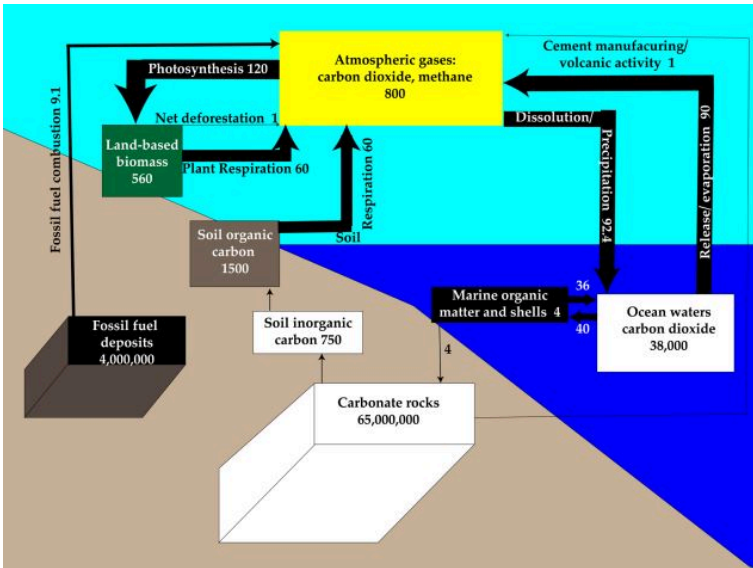 Atmospheric gases:
carbon dioxide, methane
800
Cement manufacuring/
volcanic activity 1
Photosynthesis 120
Net deforestation 1
Land-based
biomass
560
Plant Respiration 60
Soil
Respiration 60
Dissolution/
Precipitation 92.4
Release/ evaporation 90
Fossil fuel combustion 9.1
Soil organic
carbon
1500
Fossil fuel
deposits
4,000,000
Soil inorganic
carbon 750
Marine organic
matter and shells 4
36
40
Ocean waters
carbon dioxide
38,000
4
Carbonate rocks
65,000,000